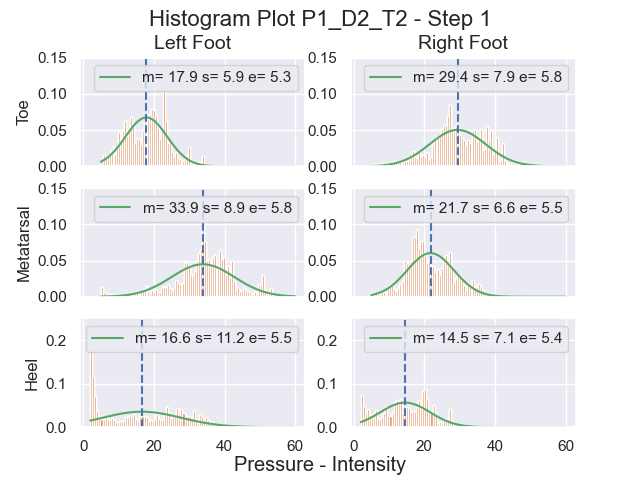 Histogram Plot P1_D2_T2 - Step 1
Left Foot
Right Foot
Toe
0.15
0.10
0.05
0.00
m= 17.9 s= 5.9 e= 5.3
0.15
0.10
0.05
0.00
m= 29.4 s= 7.9 e= 5.8
Metatarsal
0.15
0.10
0.05
0.00
m= 33.9 s= 8.9 e= 5.8
0.15
0.10
0.05
0.00
m= 21.7 s= 6.6 e= 5.5
Heel
0.2
0.1
0.0
m= 16.6 s= 11.2 e= 5.5
0.2
0.1
0.0
m= 14.5 s= 7.1 e= 5.4
0 20 40 60
0 20 40 60
Pressure - Intensity